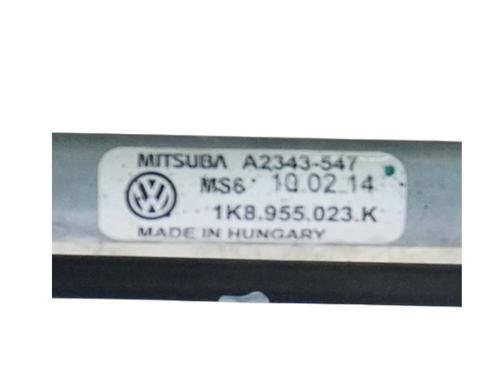 MITSUBA A2343-547
MS6 10.02.14
1K8.955.023.K
MADE IN HUNGARY